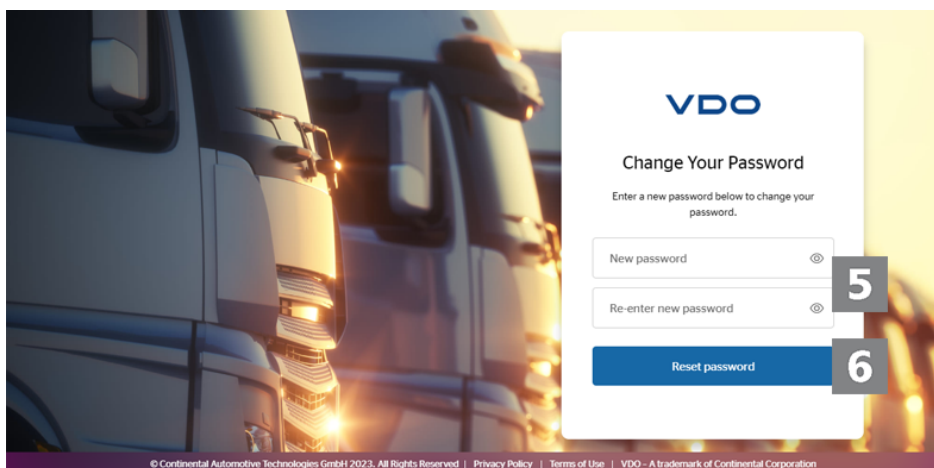 VDO
Change Your Password
Enter a new password below to change your
password.
New password
5
Re-enter new password
Reset password
6
© Continental Automotive Technologies GmbH 2023. All Rights Reserved | Privacy Policy | Terms of Use | VDO – A trademark of Continental Corporation